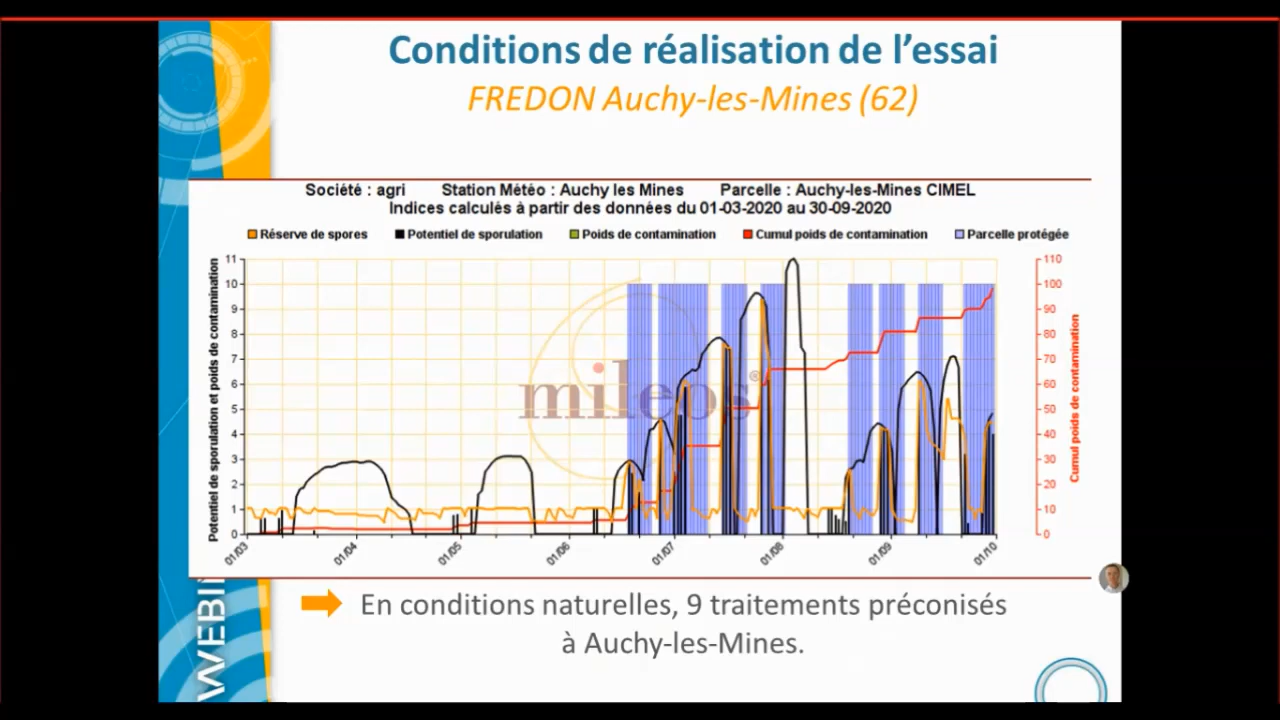 Conditions de réalisation de l'essai
FREDON Auchy-les-Mines (62)
Société : agri Station Météo : Auchy les Mines Parcelle : Auchy-les-Mines CIMEL
Indices calculés à partir des données du 01-03-2020 au 30-09-2020
Réserve de spores Potentiel de sporulation Poids de contamination Cumul poids de contamination Parcelle protégée
Potentiel de sporulation et poids de contamination
11
10
9
8
7
6
5
4
3
2
1
0
mileos®
110
100
90
80
70
60
50
40
30
20
10
0
Cumul poids de contamination
01/03 01/04 01/05 01/06 01/07 01/08 01/09 01/10
En conditions naturelles, 9 traitements préconisés
à Auchy-les-Mines.
WEBI